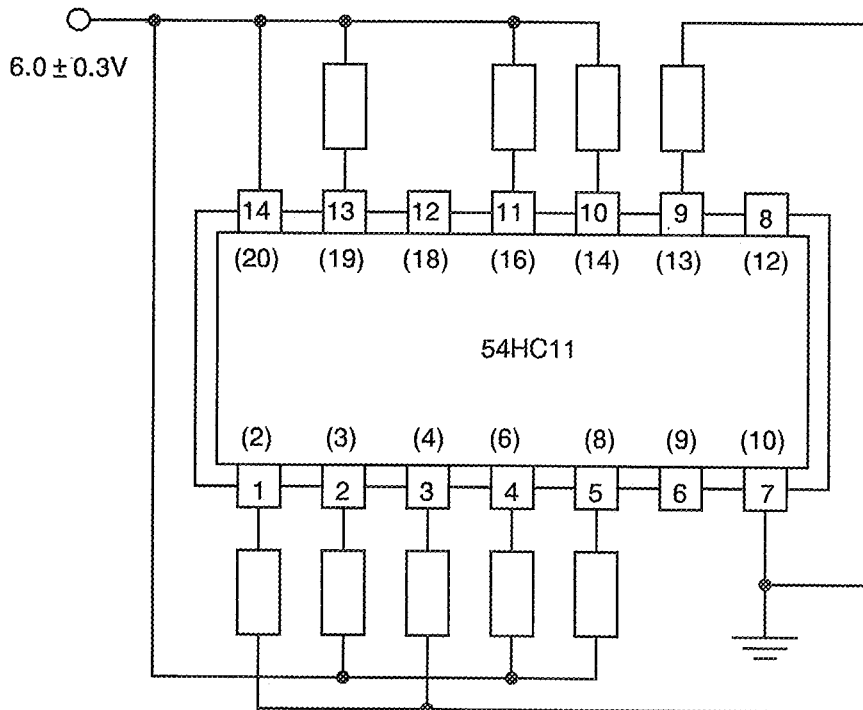 6.0 ± 0.3V
14 13 12 11 10 9 8
(20) (19) (18) (16) (14) (13) (12)
54HC11
(2) (3) (4) (6) (8) (9) (10)
1 2 3 4 5 6 7